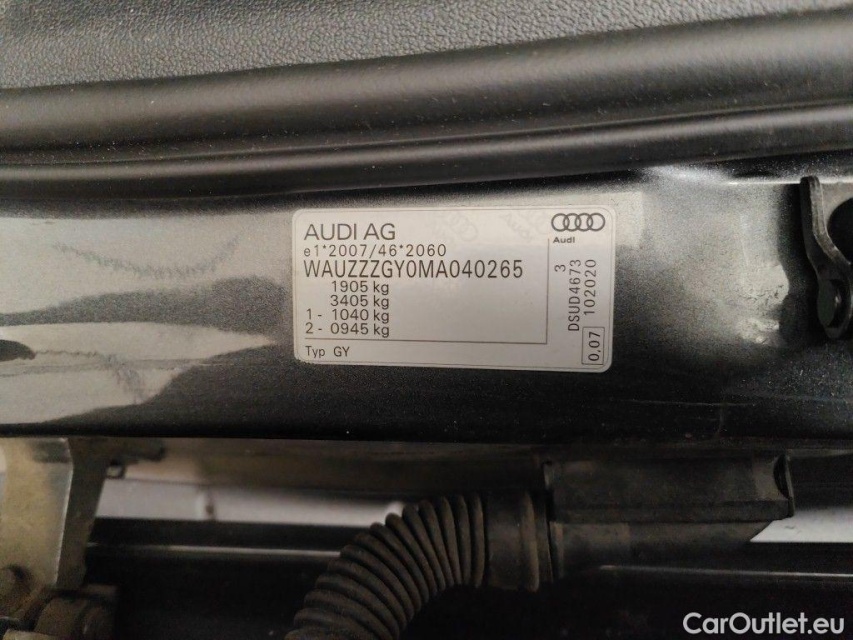 AUDI AG
e1*2007/46*2060
WAUZZZGY0MA040265
1905 kg
3405 kg
1 - 1040 kg
2 - 0945 kg
Typ GY
Audi
3
DSUD4673
102020
0,07
CarOutlet.eu